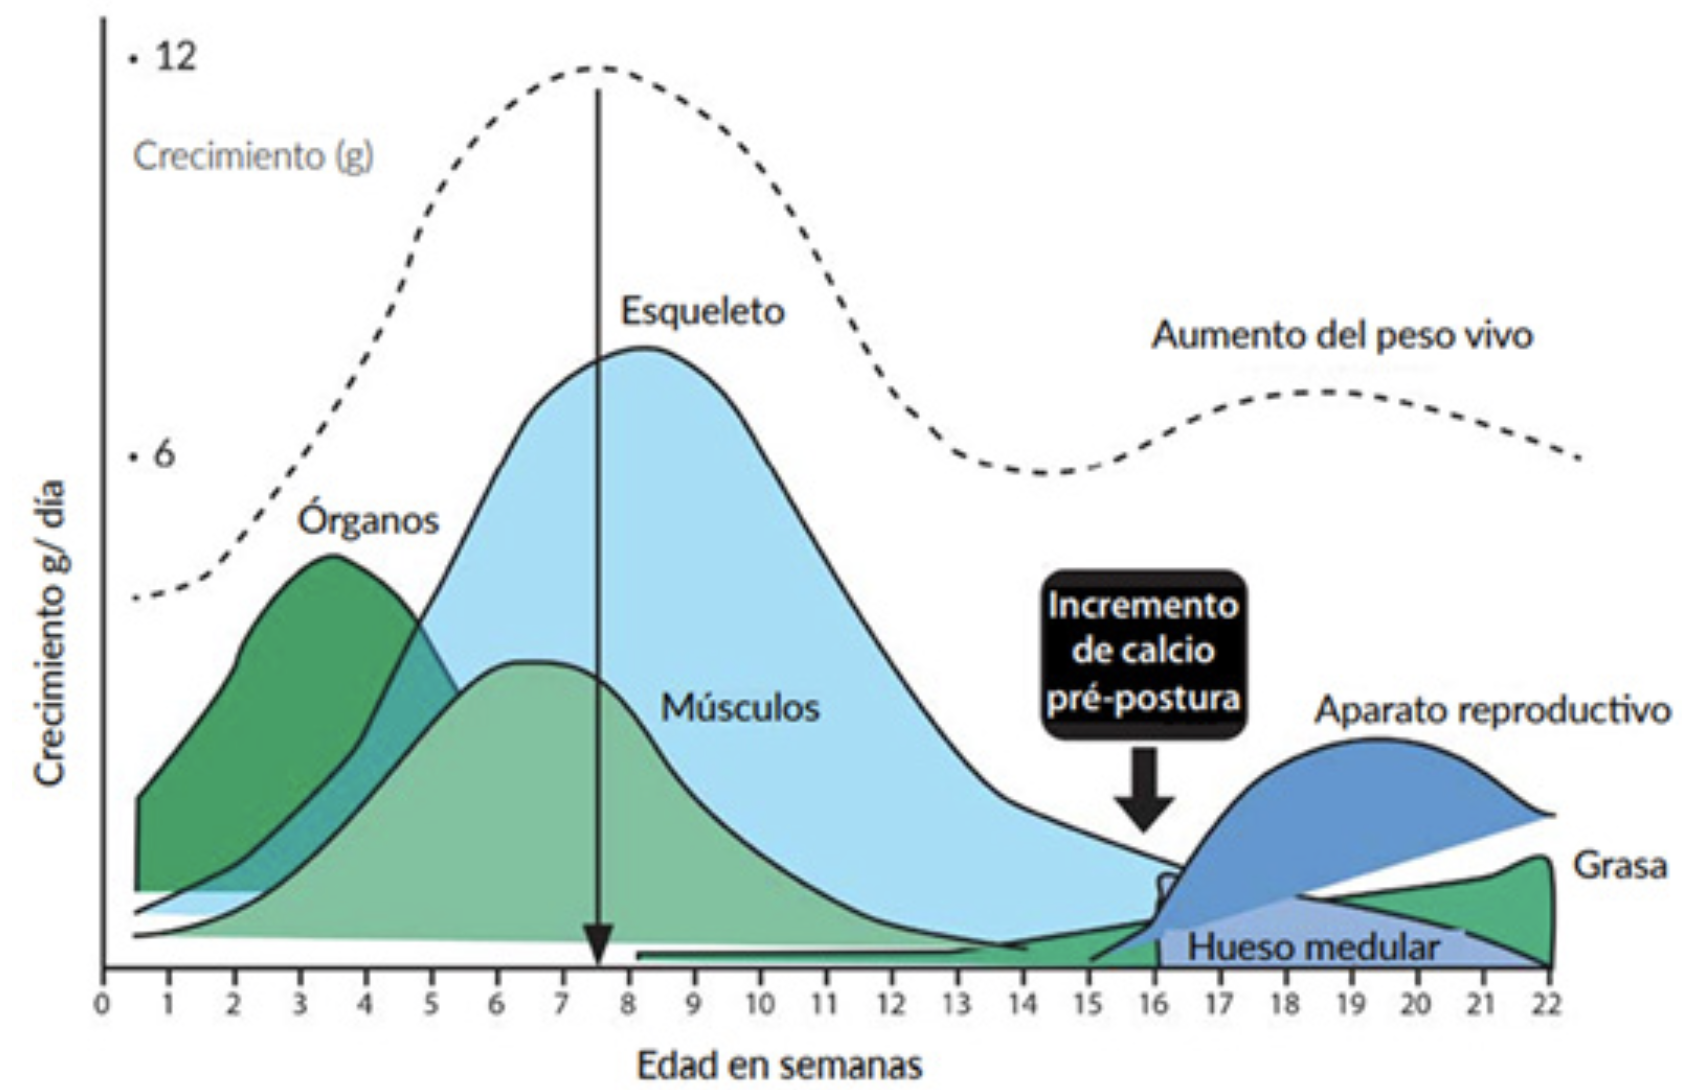 · 12
Crecimiento (g)
Esqueleto
Aumento del peso vivo
· 6
Órganos
Crecimiento g/ día
Incremento
de calcio
pré-postura
Músculos
Aparato reproductivo
Grasa
Hueso medular
0 1 2 3 4 5 6 7 8 9 10 11 12 13 14 15 16 17 18 19 20 21 22
Edad en semanas